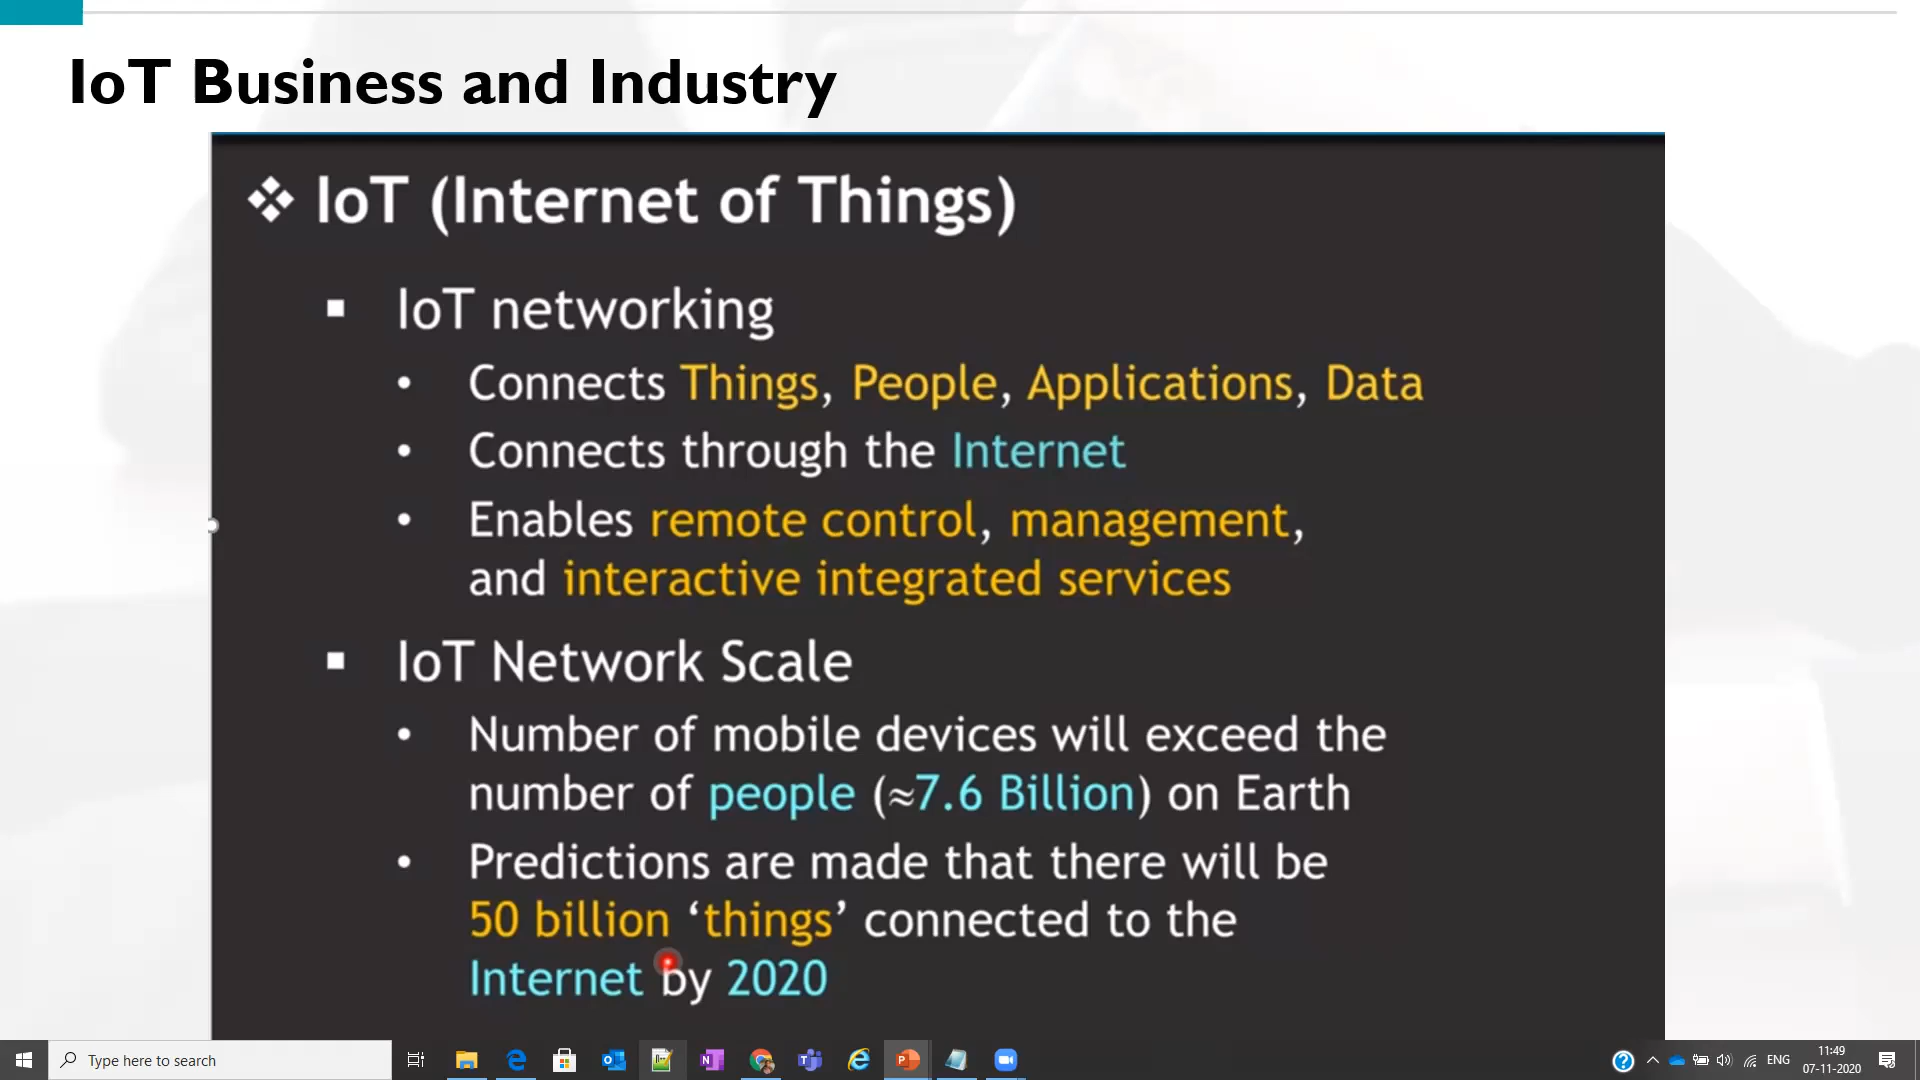 IoT Business and Industry
❖ IoT (Internet of Things)
▪ IoT networking
• Connects Things, People, Applications, Data
• Connects through the Internet
• Enables remote control, management,
and interactive integrated services
▪ IoT Network Scale
• Number of mobile devices will exceed the
number of people (≈7.6 Billion) on Earth
• Predictions are made that there will be
50 billion ‘things’ connected to the
Internet by 2020
Type here to search
ENG
11:49
07-11-2020